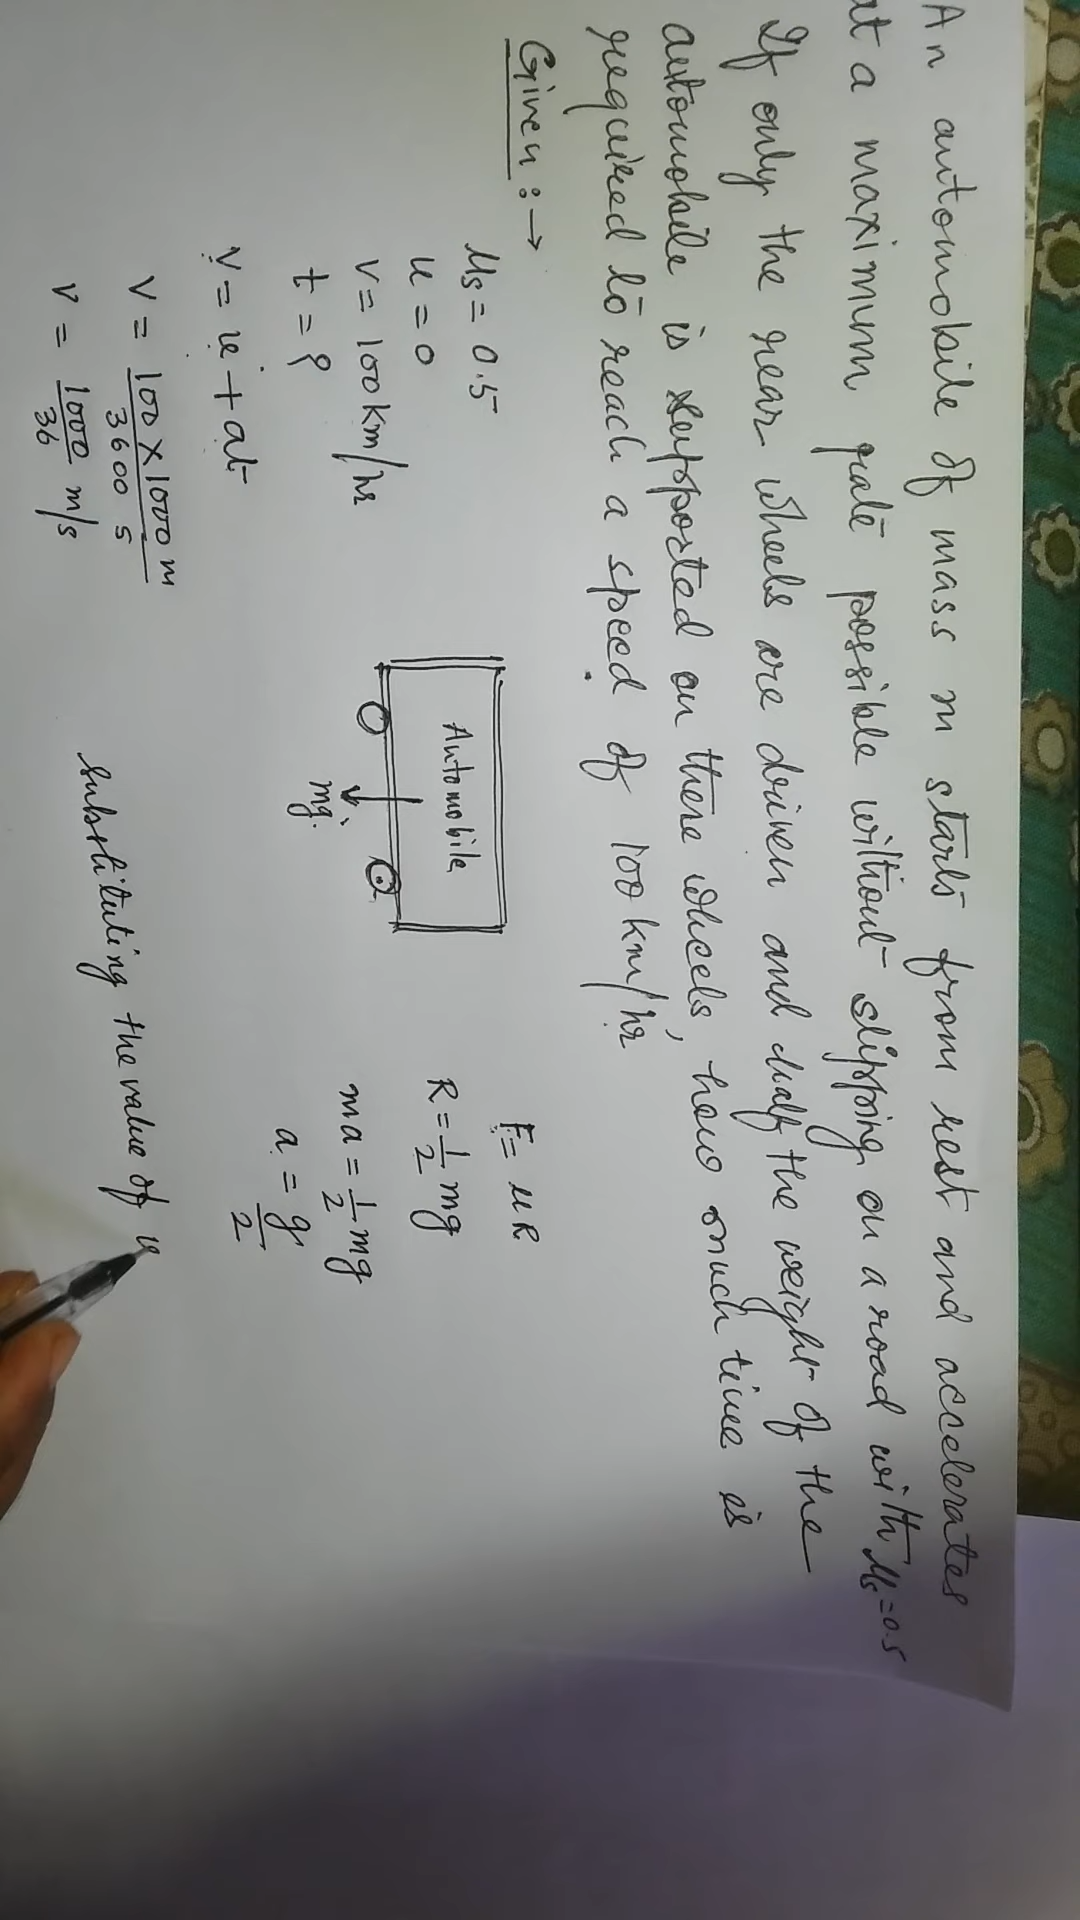 An automobile of mass m starts from rest and accelerates
at a maximum rate possible without slipping on a road with μs = 0.5
If only the rear wheels are driven and half the weight of the
automobile is supported on there wheels, how much time is
required to reach a speed of 100 km/hr
Given :→
μs = 0.5
u = 0
v = 100 km/hr
t = ?
v = u + at
v = 100 × 1000 m / 3600 s
v = 1000 / 36 m/s
Automobile
mg
F = μR
R = 1/2 mg
ma = 1/2 mg
a = g/2
substituting the value of